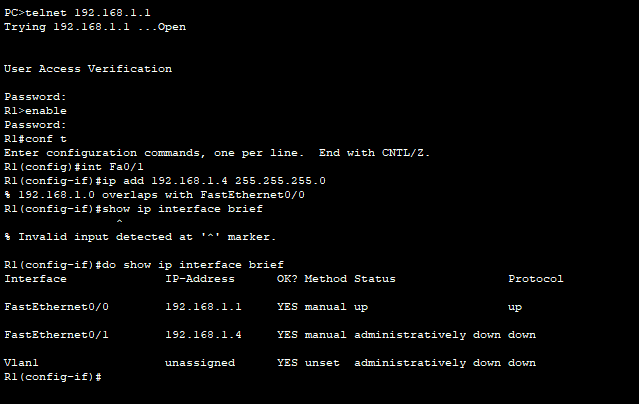 PC>telnet 192.168.1.1
Trying 192.168.1.1 ...Open
User Access Verification
Password:
R1>enable
Password:
R1#conf t
Enter configuration commands, one per line.  End with CNTL/Z.
R1(config)#int Fa0/1
R1(config-if)#ip add 192.168.1.4 255.255.255.0
% 192.168.1.0 overlaps with FastEthernet0/0
R1(config-if)#show ip interface brief
^
% Invalid input detected at '^' marker.
R1(config-if)#do show ip interface brief
Interface              IP-Address      OK? Method Status                Protocol
FastEthernet0/0        192.168.1.1     YES manual up                    up
FastEthernet0/1        192.168.1.4     YES manual administratively down down
Vlan1                  unassigned      YES unset  administratively down down
R1(config-if)#